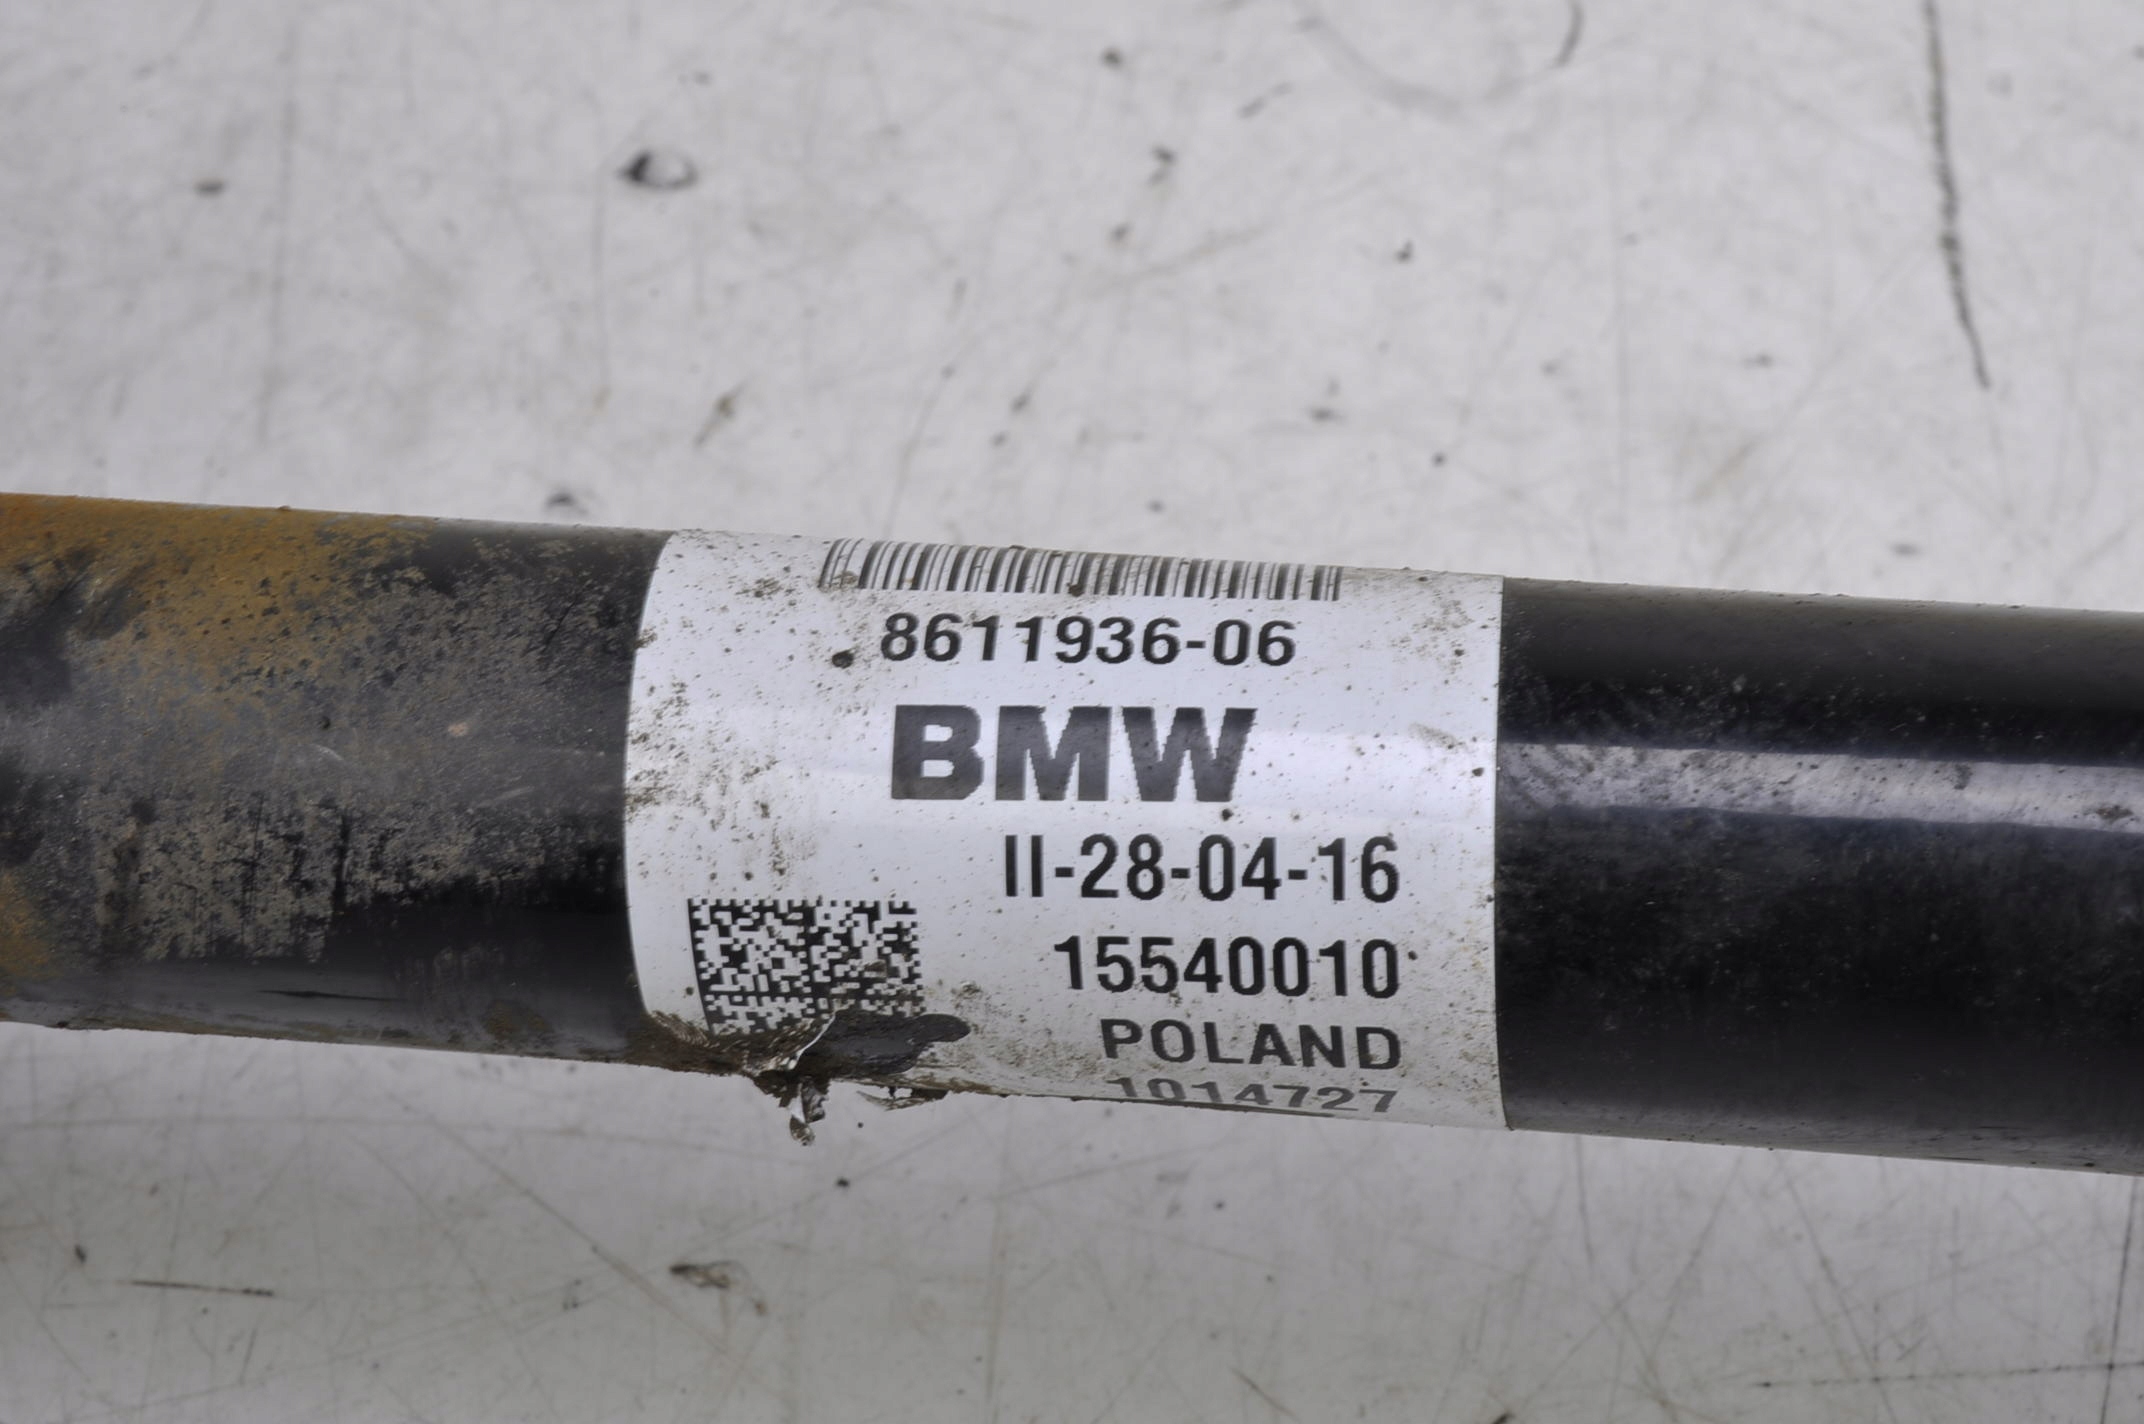 8611936-06
BMW
II-28-04-16
15540010
POLAND
1014727